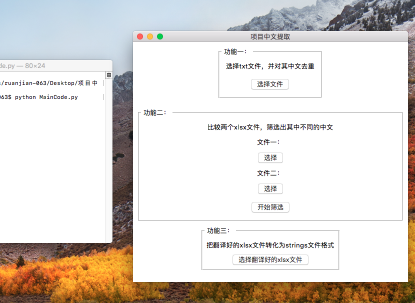 de.py — 80×24
/zuanjian-063/Desktop/项目中
063$ python MainCode.py
项目中文提取
功能一：
选择txt文件，并对其中文去重
选择文件
功能二：
比较两个xlsx文件，筛选出其中不同的中文
文件一：
选择
文件二：
选择
开始筛选
功能三：
把翻译好的xlsx文件转化为strings文件格式
选择翻译好的xlsx文件